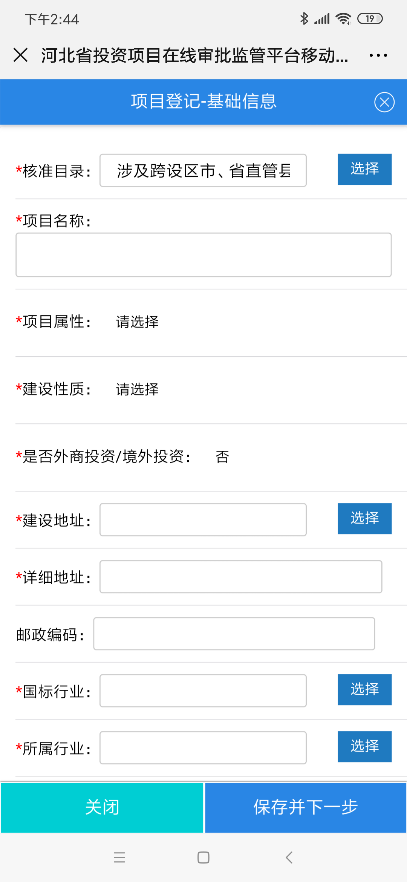 下午2:44
19
河北省投资项目在线审批监管平台移动...
项目登记-基础信息
*核准目录： 涉及跨设区市、省直管县 选择
*项目名称：
*项目属性： 请选择
*建设性质： 请选择
*是否外商投资/境外投资： 否
*建设地址： 选择
*详细地址：
邮政编码：
*国标行业： 选择
*所属行业： 选择
关闭 保存并下一步